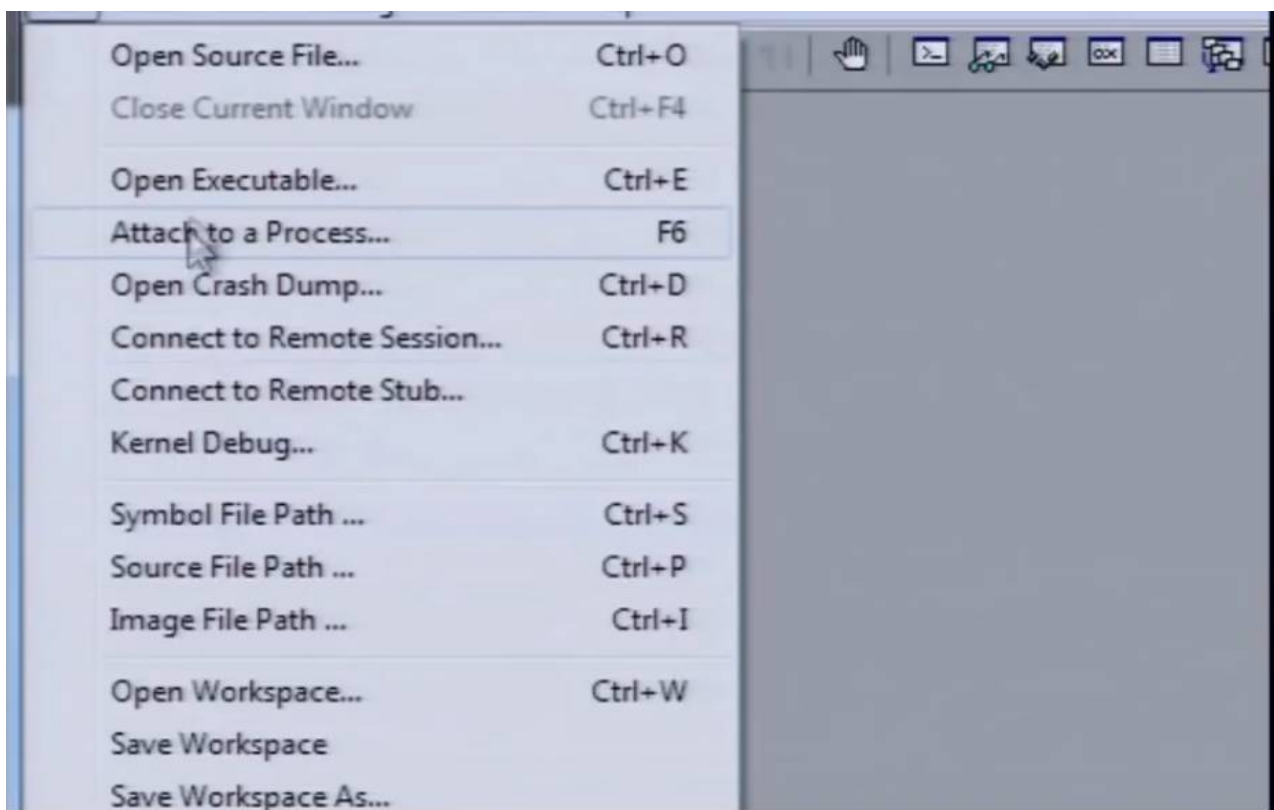 Open Source File... Ctrl+O
Close Current Window Ctrl+F4
Open Executable... Ctrl+E
Attach to a Process... F6
Open Crash Dump... Ctrl+D
Connect to Remote Session... Ctrl+R
Connect to Remote Stub...
Kernel Debug... Ctrl+K
Symbol File Path ... Ctrl+S
Source File Path ... Ctrl+P
Image File Path ... Ctrl+I
Open Workspace... Ctrl+W
Save Workspace
Save Workspace As...